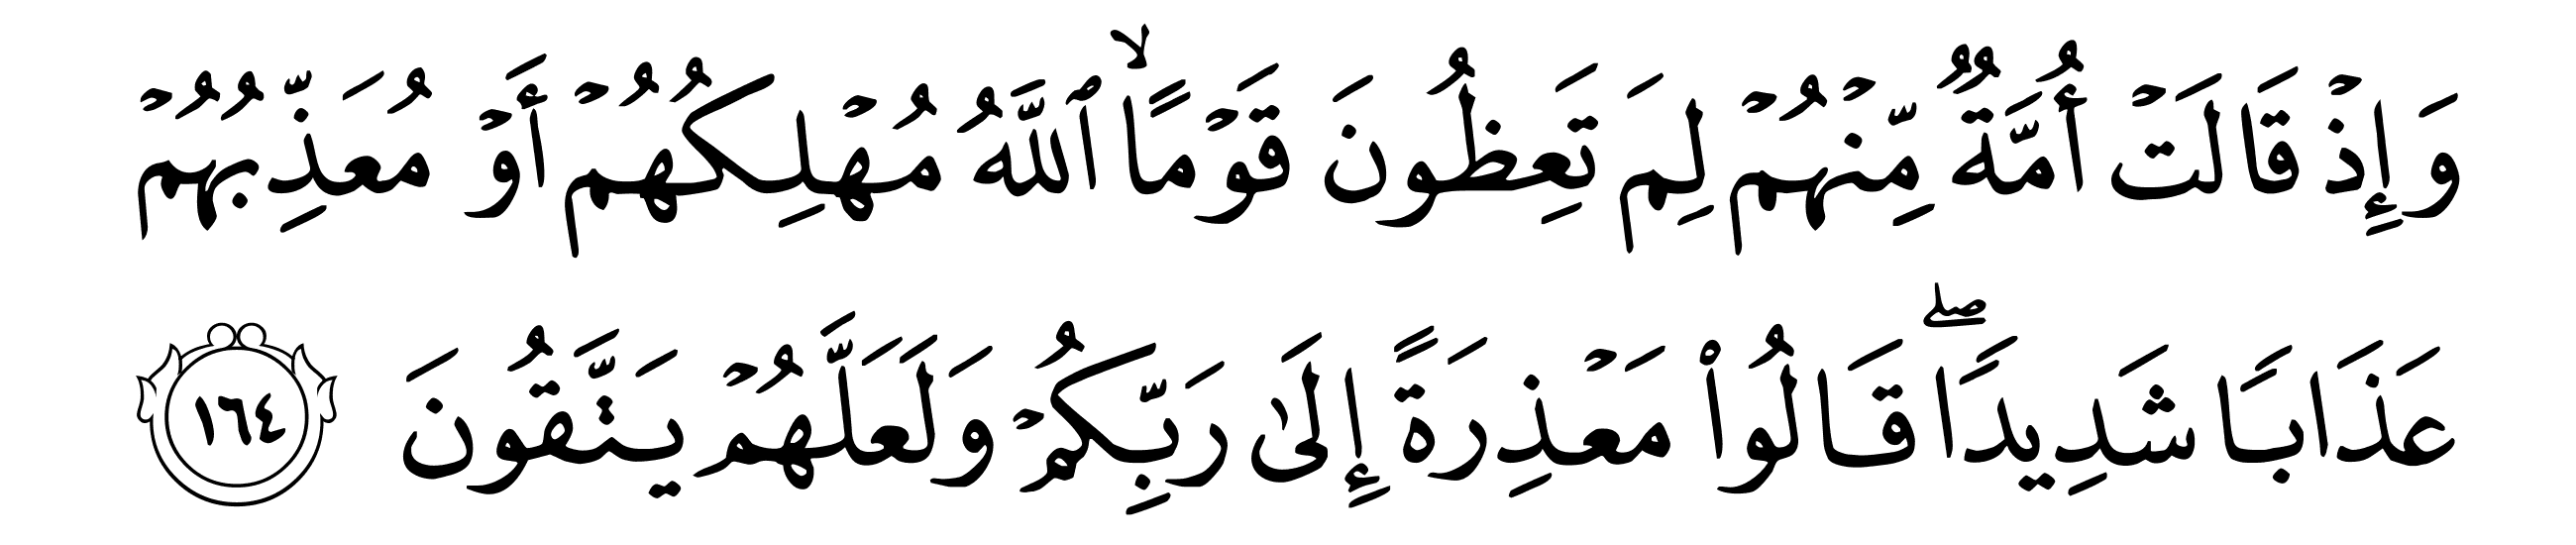 وَإِذۡ قَالَتۡ أُمَّةٞ مِّنۡهُمۡ لِمَ تَعِظُونَ قَوۡمًا ۙ ٱللَّهُ مُهۡلِكُهُمۡ أَوۡ مُعَذِّبُهُمۡ
عَذَابٗا شَدِيدٗاۖ قَالُواْ مَعۡذِرَةً إِلَىٰ رَبِّكُمۡ وَلَعَلَّهُمۡ يَتَّقُونَ ١٦٤